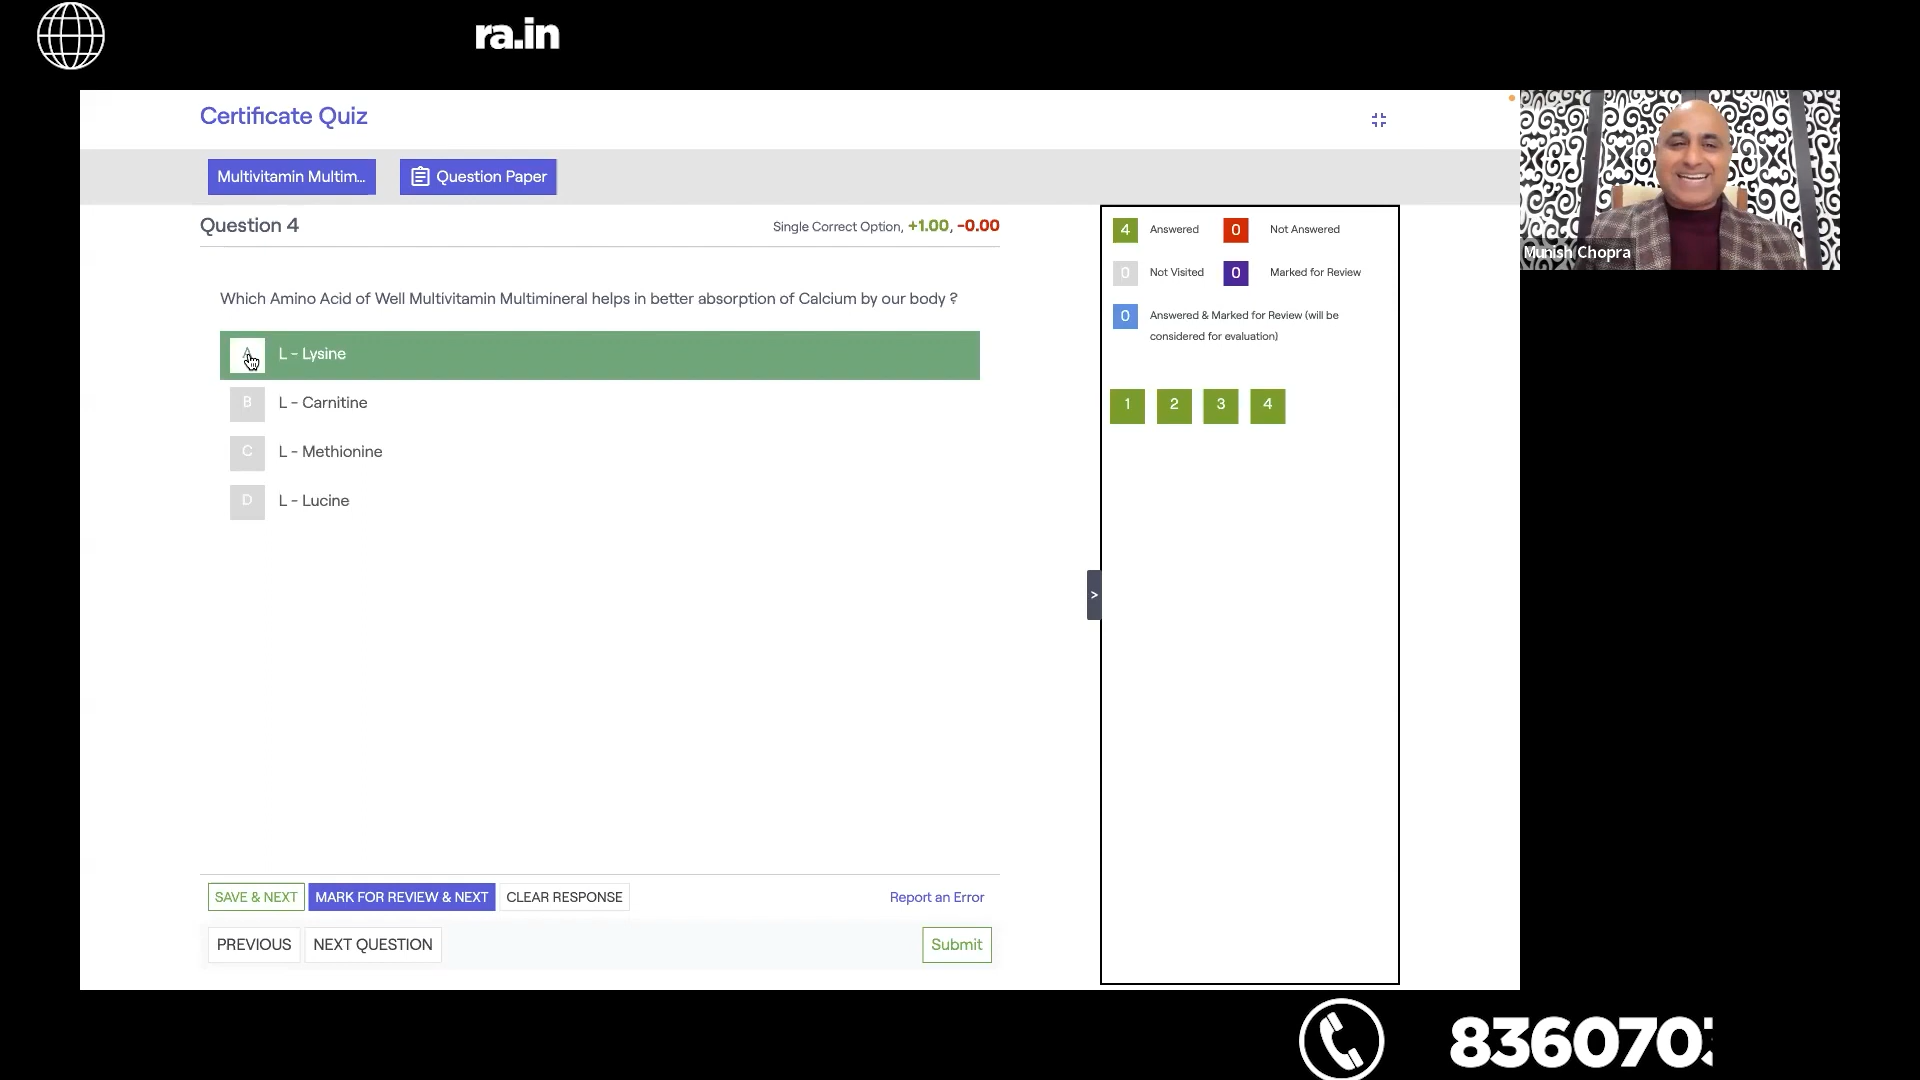 ra.in
Certificate Quiz
Multivitamin Multim...
Question Paper
Question 4
Single Correct Option, +1.00, -0.00
Which Amino Acid of Well Multivitamin Multimineral helps in better absorption of Calcium by our body ?
A L - Lysine
B L - Carnitine
C L - Methionine
D L - Lucine
SAVE & NEXT MARK FOR REVIEW & NEXT CLEAR RESPONSE Report an Error
PREVIOUS NEXT QUESTION Submit
4 Answered 0 Not Answered
0 Not Visited 0 Marked for Review
0 Answered & Marked for Review (will be
considered for evaluation)
1 2 3 4
>
Munish Chopra
836070